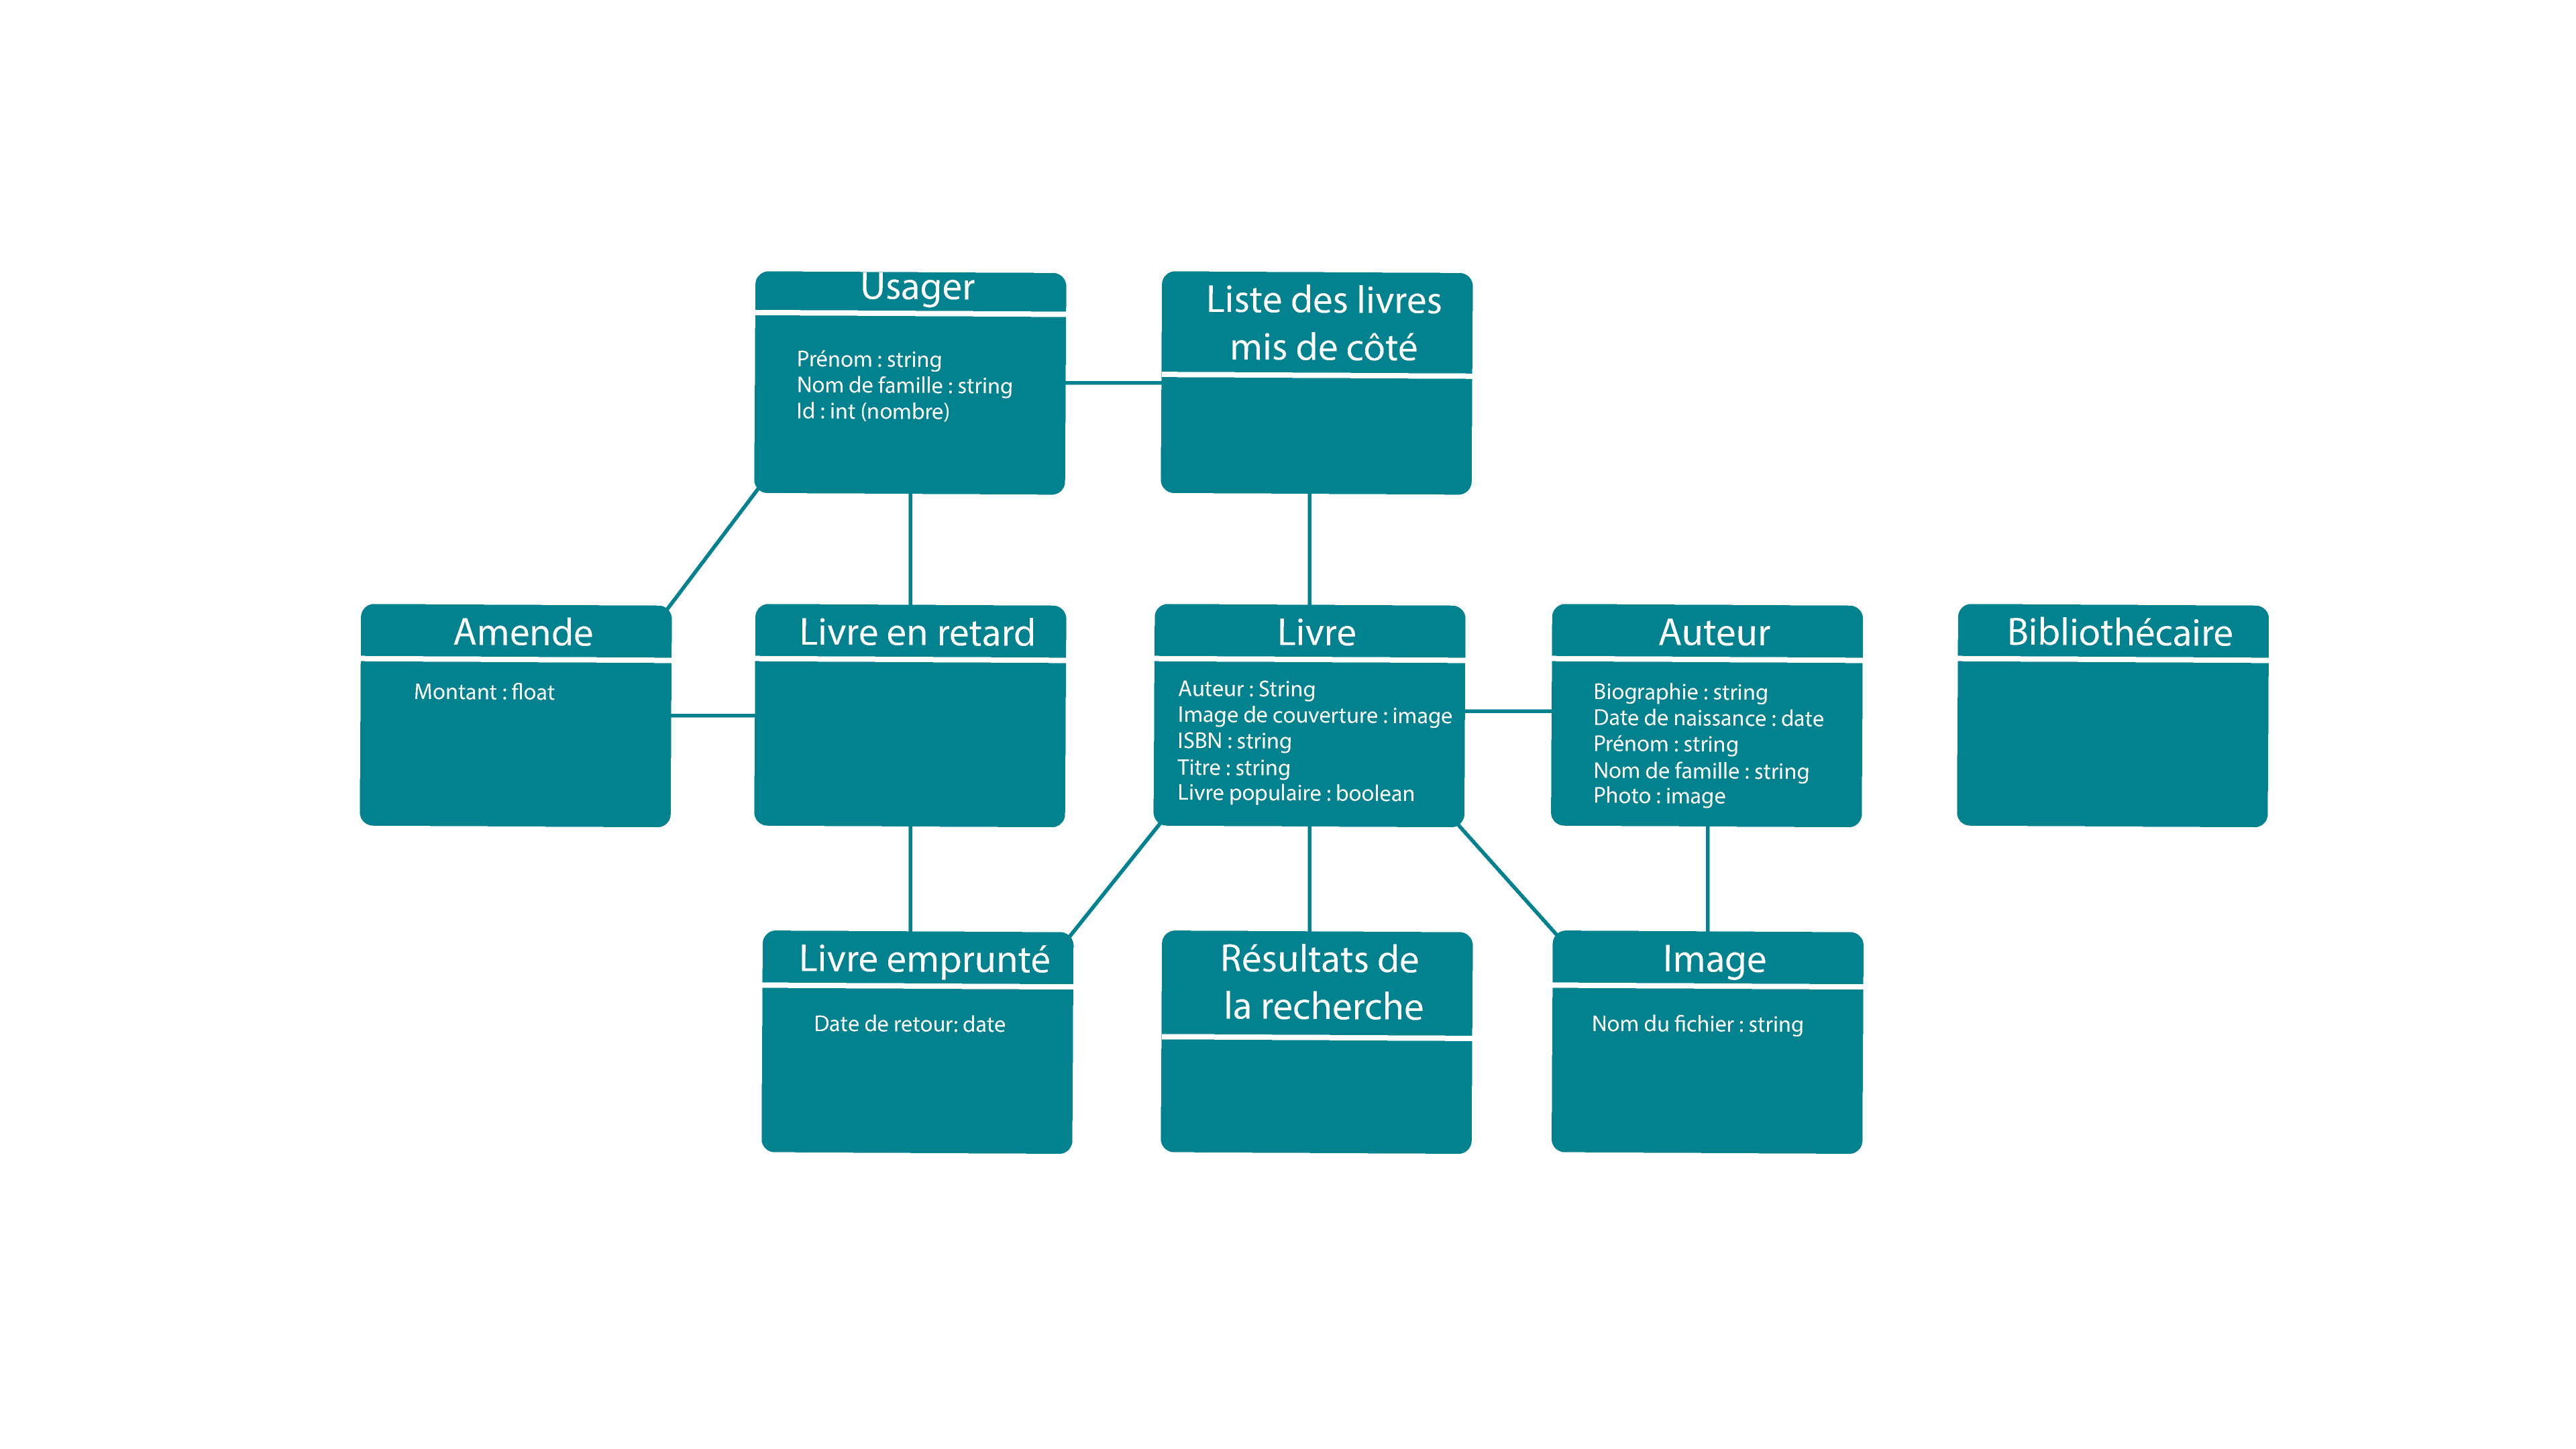 Usager
Prénom : string
Nom de famille : string
Id : int (nombre)
Liste des livres
mis de côté
Amende
Montant : float
Livre en retard
Livre
Auteur : String
Image de couverture : image
ISBN : string
Titre : string
Livre populaire : boolean
Auteur
Biographie : string
Date de naissance : date
Prénom : string
Nom de famille : string
Photo : image
Bibliothécaire
Livre emprunté
Date de retour: date
Résultats de
la recherche
Image
Nom du fichier : string